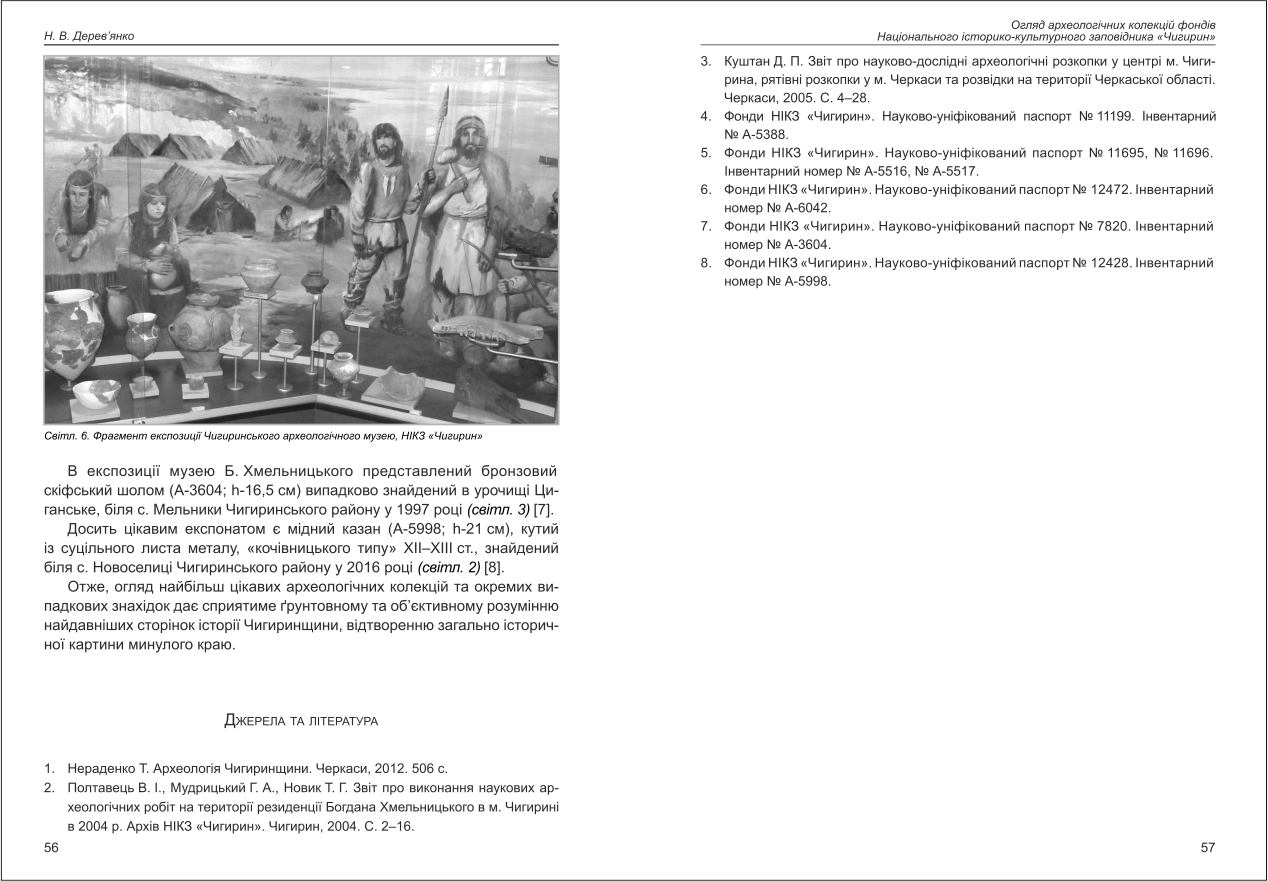 Н. В. Дерев’янко
Світл. 6. Фрагмент експозиції Чигиринського археологічного музею, НІКЗ «Чигирин»
В експозиції музею Б. Хмельницького представлений бронзовий
скіфський шолом (А-3604; h-16,5 см) випадково знайдений в урочищі Ци-
ганське, біля с. Мельники Чигиринського району у 1997 році (світл. 3) [7].
Досить цікавим експонатом є мідний казан (А-5998; h-21 см), кутий
із суцільного листа металу, «кочівницького типу» XII–XIII ст., знайдений
біля с. Новоселиці Чигиринського району у 2016 році (світл. 2) [8].
Отже, огляд найбільш цікавих археологічних колекцій та окремих ви-
падкових знахідок дає сприятиме ґрунтовному та об’єктивному розумінню
найдавніших сторінок історії Чигиринщини, відтворенню загально історич-
ної картини минулого краю.
Джерела та література
1. Нераденко Т. Археологія Чигиринщини. Черкаси, 2012. 506 с.
2. Полтавець В. І., Мудрицький Г. А., Новик Т. Г. Звіт про виконання наукових ар-
хеологічних робіт на території резиденції Богдана Хмельницького в м. Чигирині
в 2004 р. Архів НІКЗ «Чигирин». Чигирин, 2004. С. 2–16.
56
Огляд археологічних колекцій фондів
Національного історико-культурного заповідника «Чигирин»
3. Куштан Д. П. Звіт про науково-дослідні археологічні розкопки у центрі м. Чиги-
рина, рятівні розкопки у м. Черкаси та розвідки на території Черкаської області.
Черкаси, 2005. С. 4–28.
4. Фонди НІКЗ «Чигирин». Науково-уніфікований паспорт № 11199. Інвентарний
№ А-5388.
5. Фонди НІКЗ «Чигирин». Науково-уніфікований паспорт № 11695, № 11696.
Інвентарний номер № А-5516, № А-5517.
6. Фонди НІКЗ «Чигирин». Науково-уніфікований паспорт № 12472. Інвентарний
номер № А-6042.
7. Фонди НІКЗ «Чигирин». Науково-уніфікований паспорт № 7820. Інвентарний
номер № А-3604.
8. Фонди НІКЗ «Чигирин». Науково-уніфікований паспорт № 12428. Інвентарний
номер № А-5998.
57